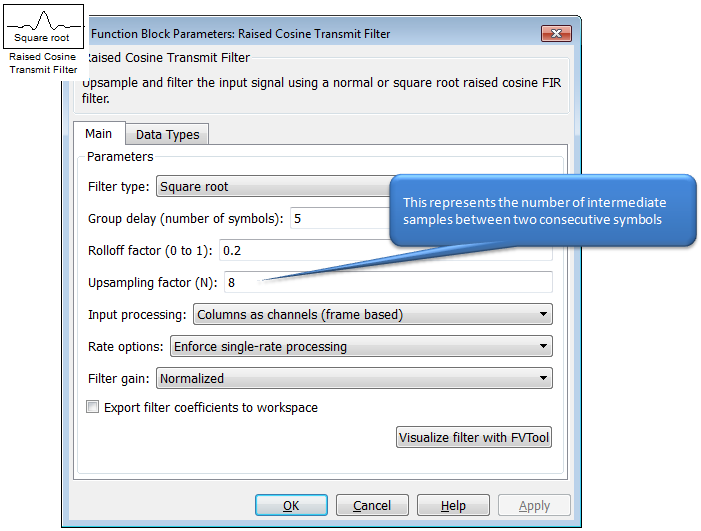 Square root
Raised Cosine
Transmit Filter
Function Block Parameters: Raised Cosine Transmit Filter
Raised Cosine Transmit Filter
Upsample and filter the input signal using a normal or square root raised cosine FIR
filter.
Main Data Types
Parameters
Filter type: Square root
This represents the number of intermediate
samples between two consecutive symbols
Group delay (number of symbols): 5
Rolloff factor (0 to 1): 0.2
Upsampling factor (N): 8
Input processing: Columns as channels (frame based)
Rate options: Enforce single-rate processing
Filter gain: Normalized
Export filter coefficients to workspace
Visualize filter with FVTool
OK Cancel Help Apply